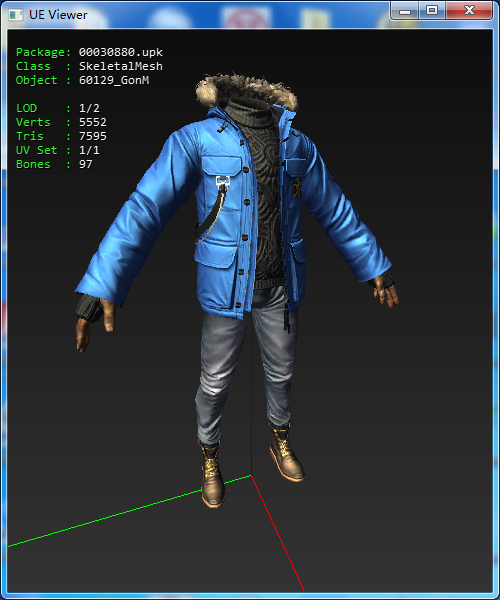 UE Viewer
Package: 00030880.upk
Class : SkeletalMesh
Object : 60129_GonM
LOD : 1/2
Verts : 5552
Tris : 7595
UV Set : 1/1
Bones : 97